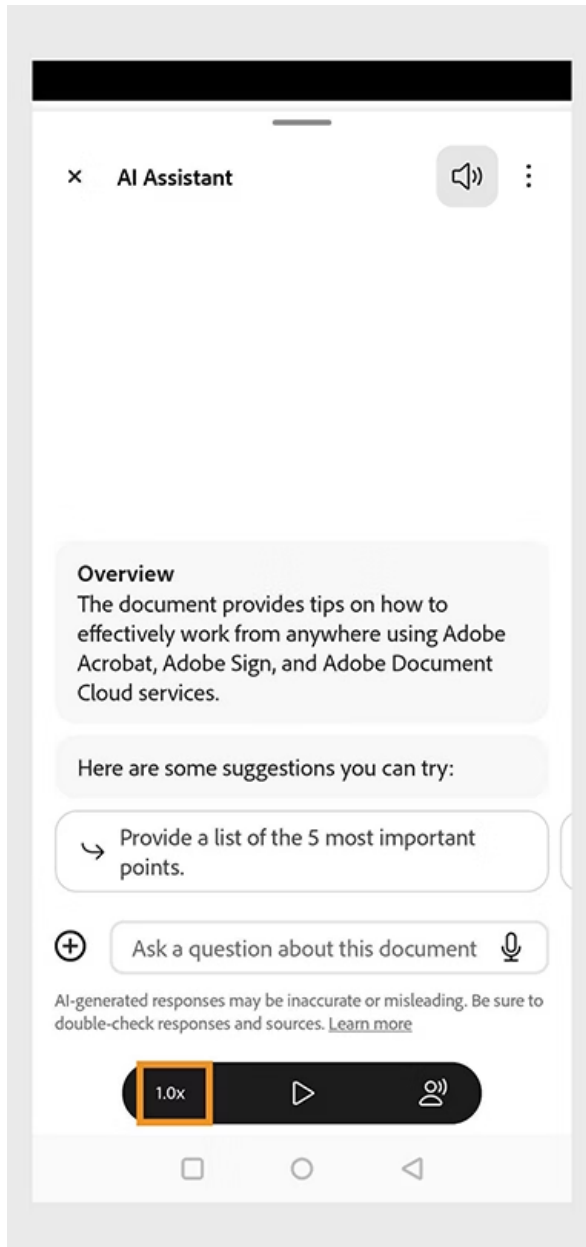 AI Assistant
Overview
The document provides tips on how to
effectively work from anywhere using Adobe
Acrobat, Adobe Sign, and Adobe Document
Cloud services.
Here are some suggestions you can try:
Provide a list of the 5 most important
points.
Ask a question about this document
AI-generated responses may be inaccurate or misleading. Be sure to
double-check responses and sources. Learn more
1.0x